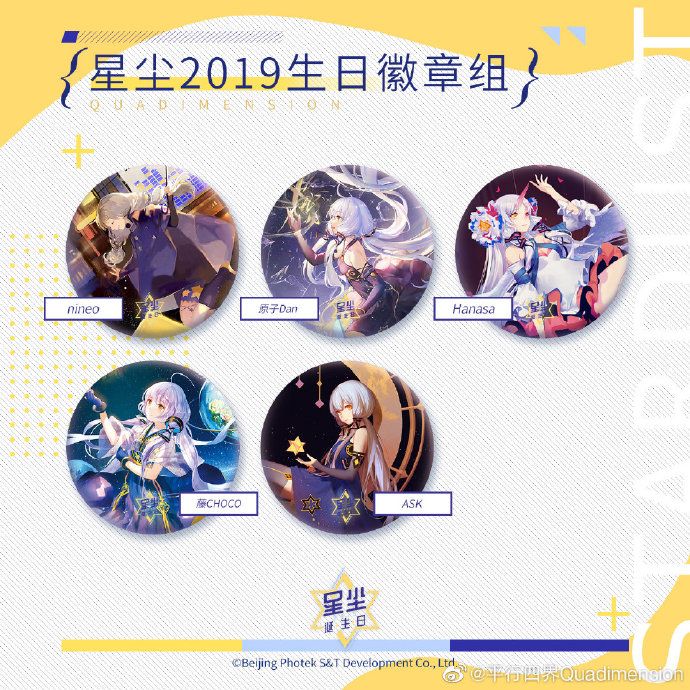 星尘2019生日徽章组
QUADIMENSION
nineo
原子Dan
Hanasa
藤CHOCO
ASK
星尘
诞生日
©Beijing Photek S&T Development Co., Ltd.
STARDUST
@平行四界Quadimension